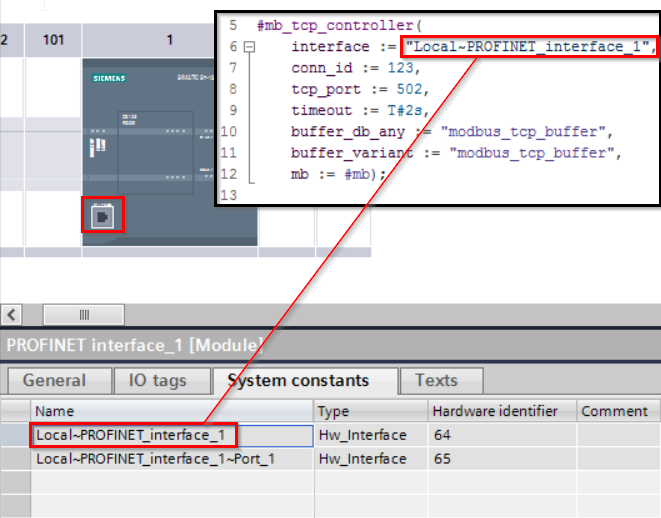 2 101 1
SIEMENS
5 #mb_tcp_controller(
6 interface := "Local~PROFINET_interface_1",
7 conn_id := 123,
8 tcp_port := 502,
9 timeout := T#2s,
10 buffer_db_any := "modbus_tcp_buffer",
11 buffer_variant := "modbus_tcp_buffer",
12 mb := #mb);
13
PROFINET interface_1 [Module]
General IO tags System constants Texts
Name Type Hardware identifier Comment
Local~PROFINET_interface_1 Hw_Interface 64
Local~PROFINET_interface_1~Port_1 Hw_Interface 65